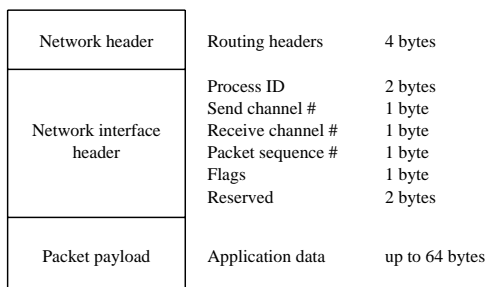 Network header Routing headers 4 bytes
Process ID 2 bytes
Send channel # 1 byte
Network interface header Receive channel # 1 byte
Packet sequence # 1 byte
Flags 1 byte
Reserved 2 bytes
Packet payload Application data up to 64 bytes